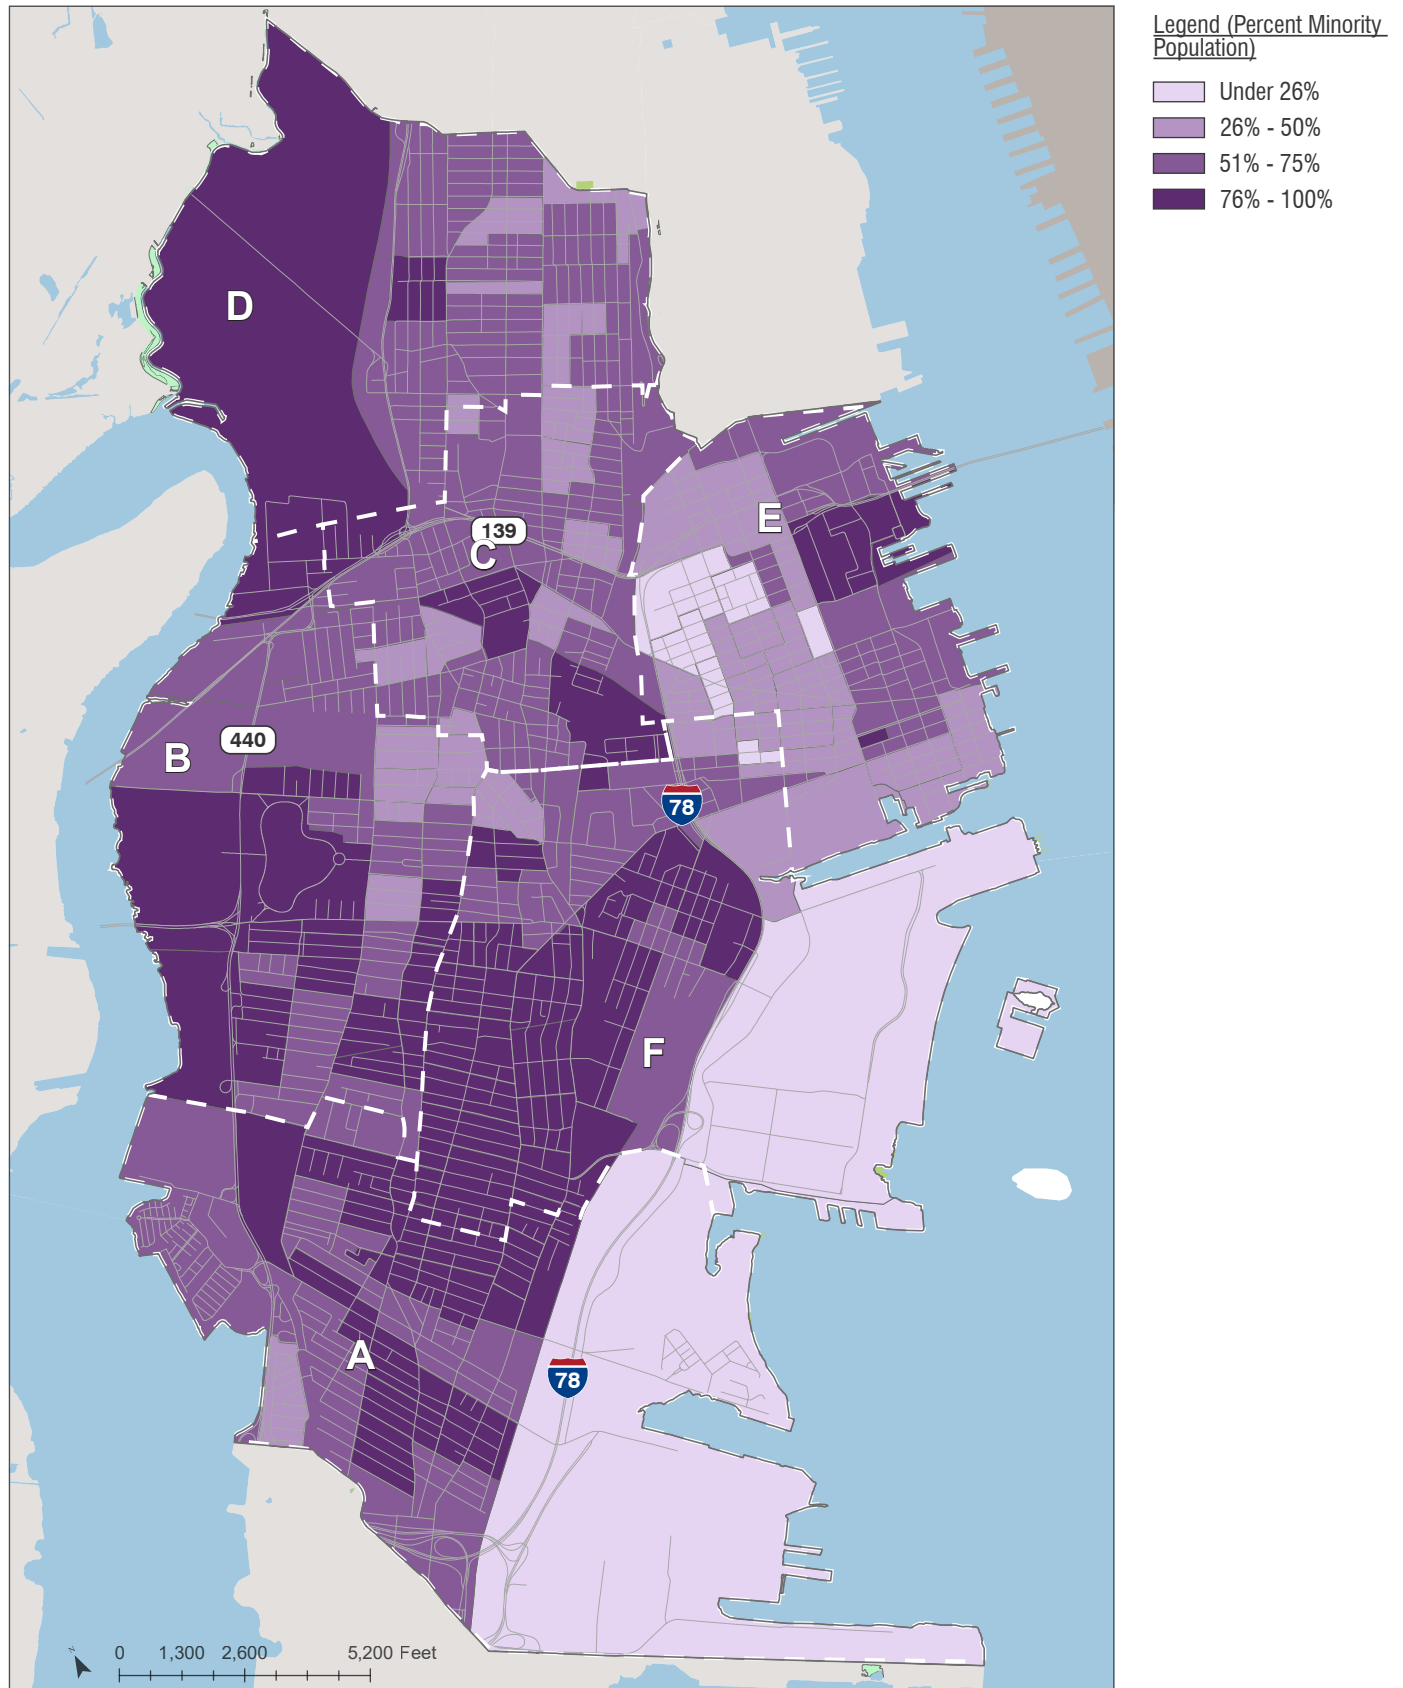 Legend (Percent Minority
Population)
Under 26%
26% - 50%
51% - 75%
76% - 100%
D
E
139
C
B
440
78
F
A
78
N
0 1,300 2,600 5,200 Feet